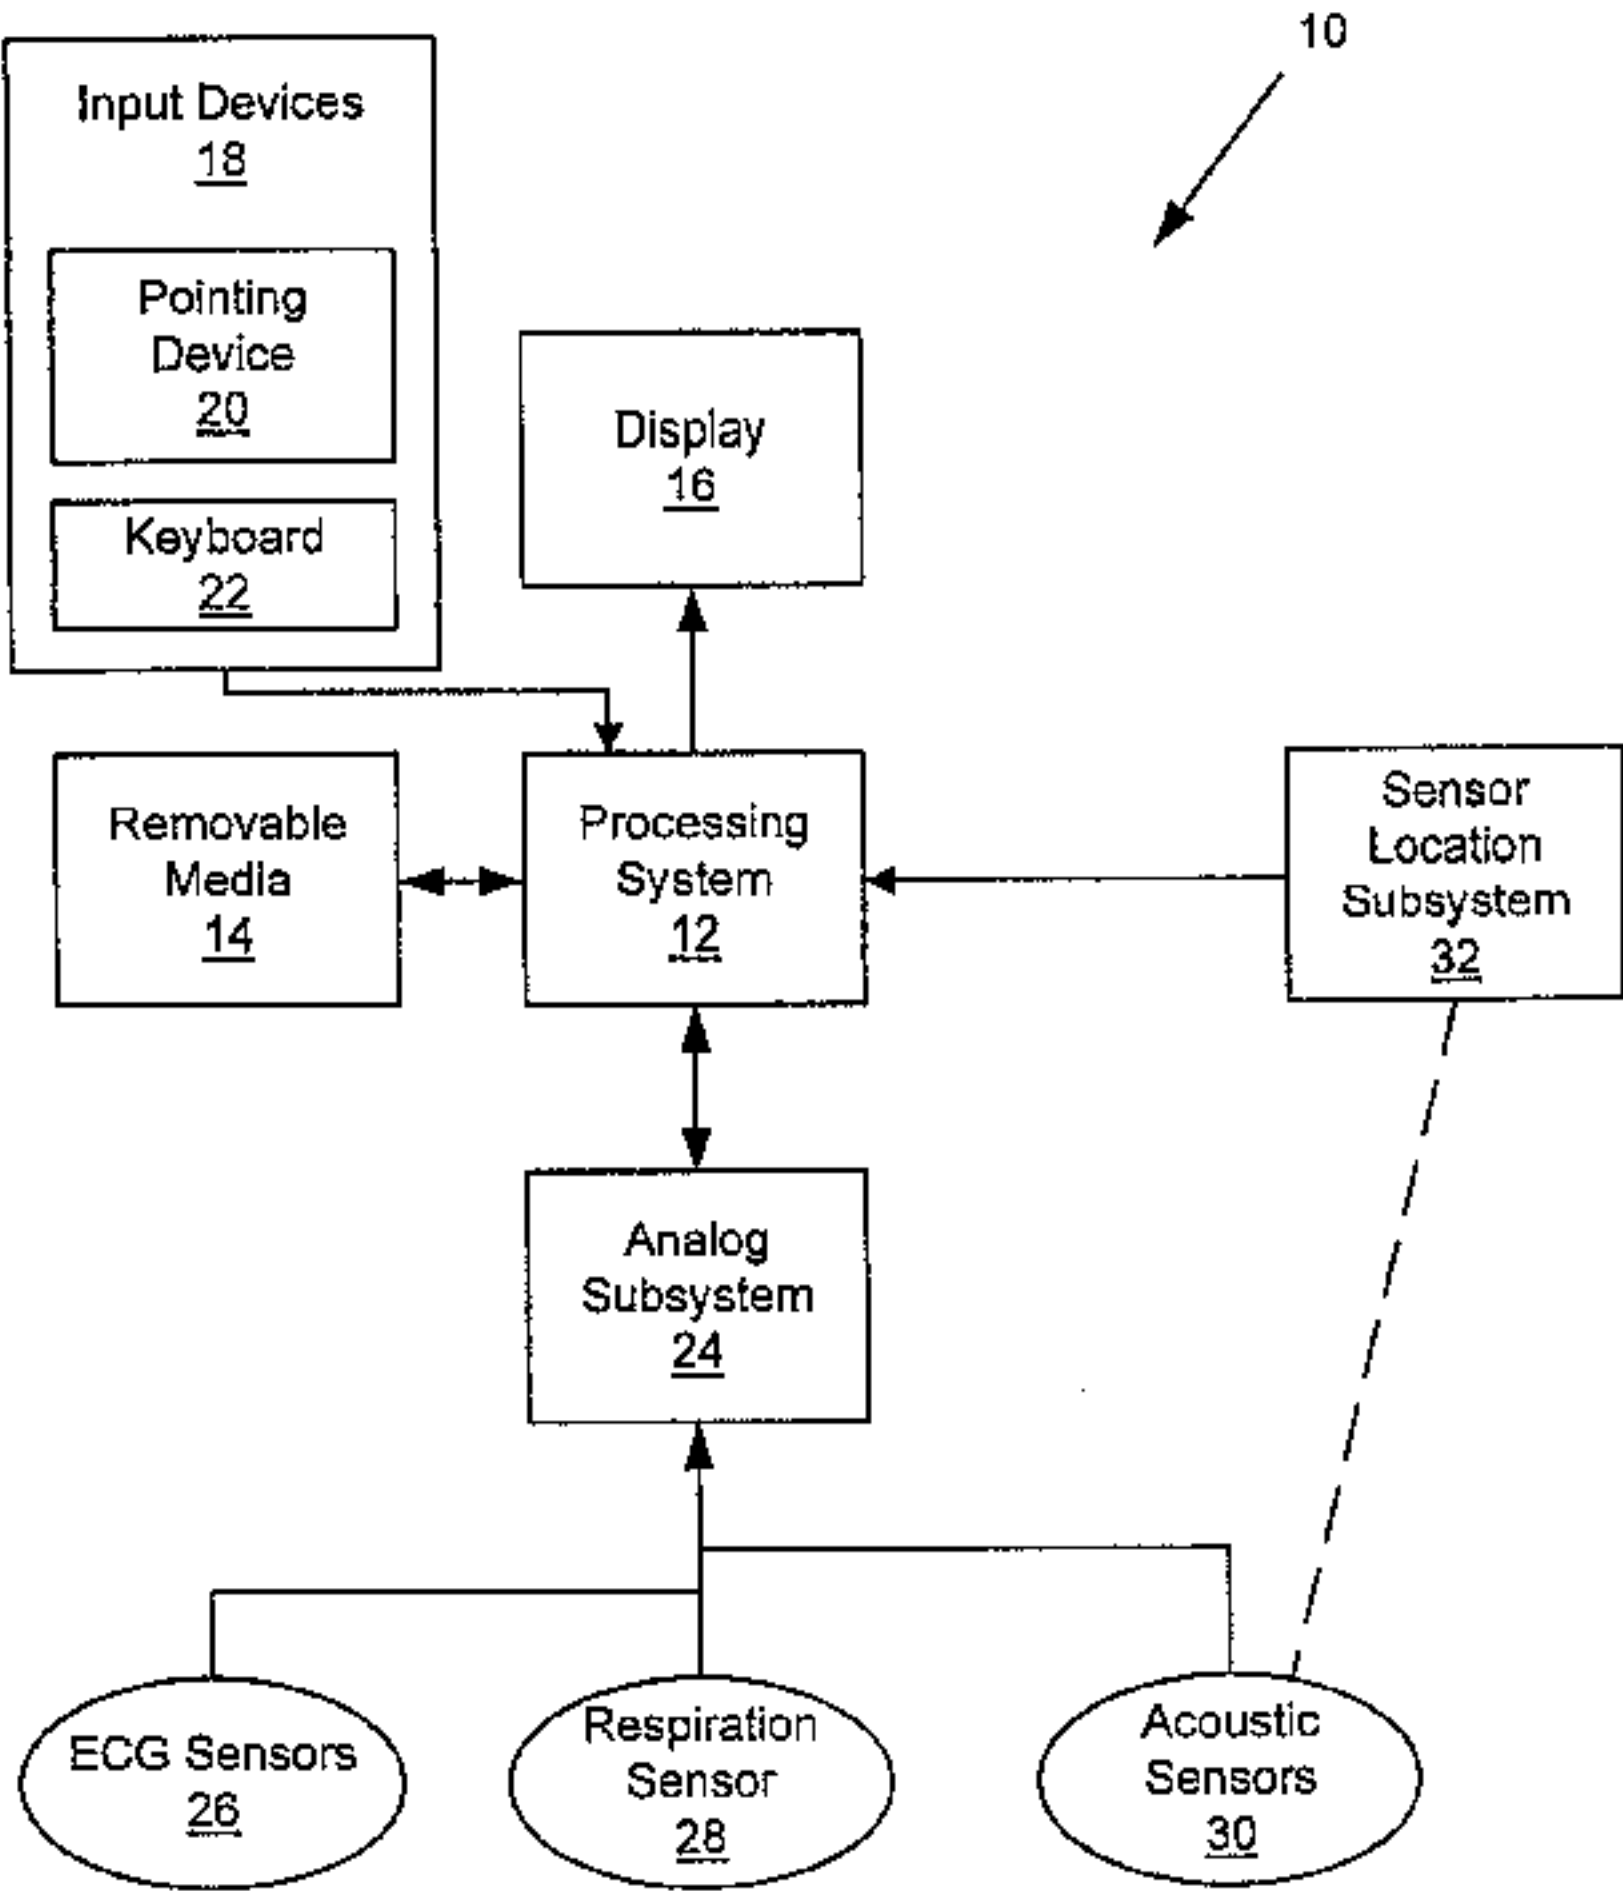 10
Input Devices
18
Pointing
Device
20
Keyboard
22
Display
16
Removable
Media
14
Processing
System
12
Sensor
Location
Subsystem
32
Analog
Subsystem
24
ECG Sensors
26
Respiration
Sensor
28
Acoustic
Sensors
30